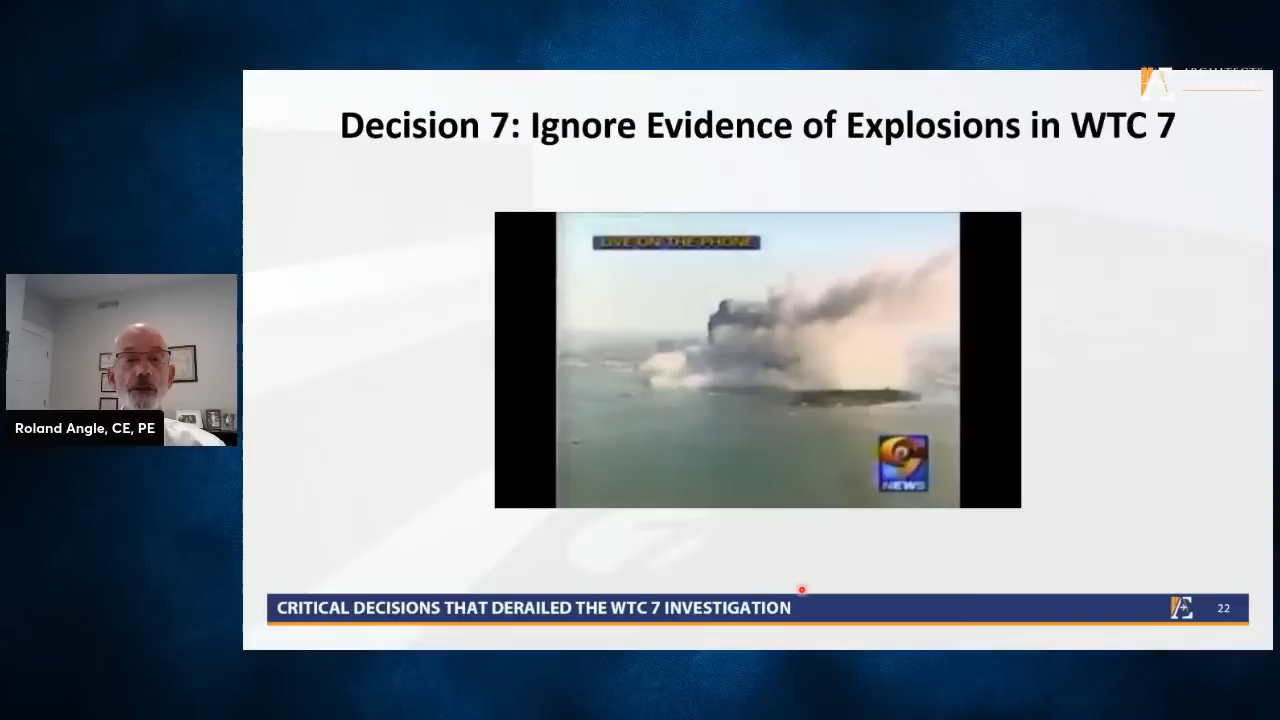 ARCHITECTS
Decision 7: Ignore Evidence of Explosions in WTC 7
LIVE ON THE PHONE
9
NEWS
Roland Angle, CE, PE
CRITICAL DECISIONS THAT DERAILED THE WTC 7 INVESTIGATION
22